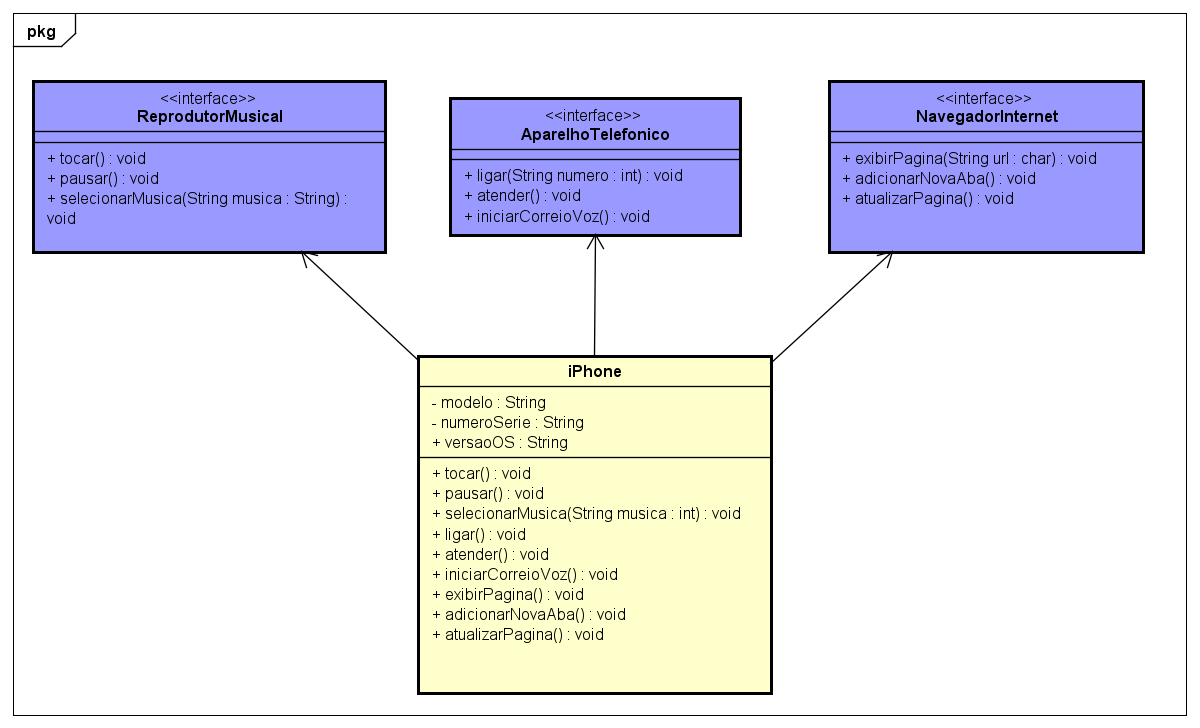 pkg
<<interface>>
ReprodutorMusical
+ tocar() : void
+ pausar() : void
+ selecionarMusica(String musica : String) :
void
<<interface>>
AparelhoTelefonico
+ ligar(String numero : int) : void
+ atender() : void
+ iniciarCorreioVoz() : void
<<interface>>
NavegadorInternet
+ exibirPagina(String url : char) : void
+ adicionarNovaAba() : void
+ atualizarPagina() : void
iPhone
- modelo : String
- numeroSerie : String
+ versaoOS : String
+ tocar() : void
+ pausar() : void
+ selecionarMusica(String musica : int) : void
+ ligar() : void
+ atender() : void
+ iniciarCorreioVoz() : void
+ exibirPagina() : void
+ adicionarNovaAba() : void
+ atualizarPagina() : void